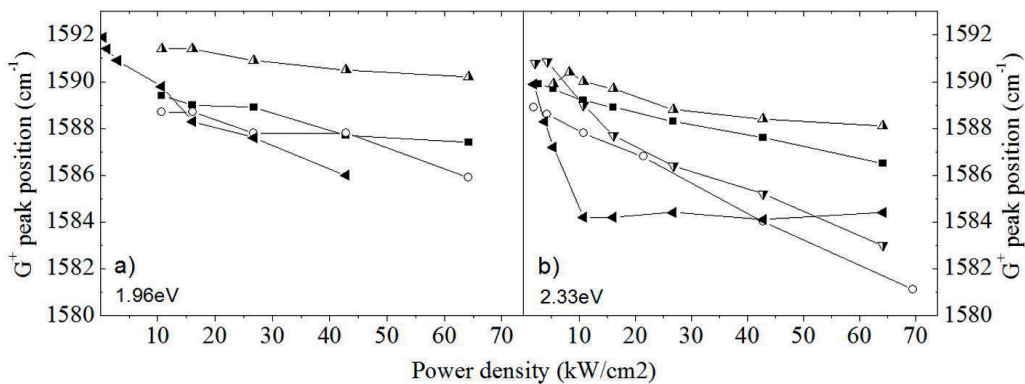 1592
1590
1588
1586
1584
1582
1580
G⁺ peak position (cm⁻¹)
a)
1.96eV
0 10 20 30 40 50 60 70
b)
2.33eV
0 10 20 30 40 50 60 70
1592
1590
1588
1586
1584
1582
1580
G⁺ peak position (cm⁻¹)
Power density (kW/cm2)